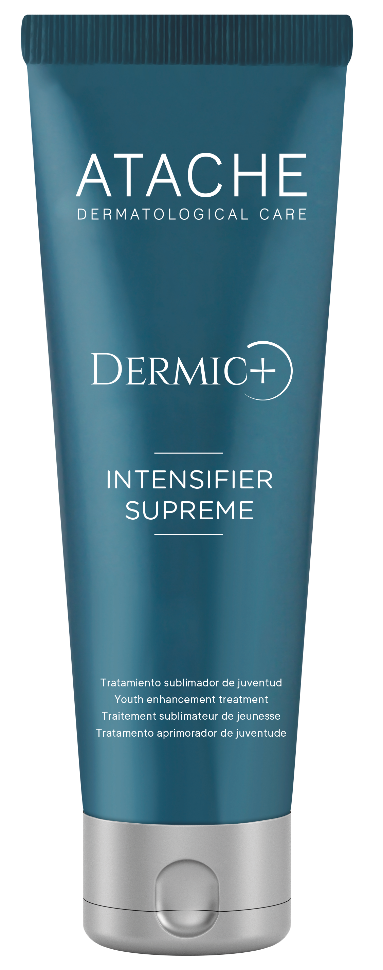 ATACHE
DERMATOLOGICAL CARE
DERMIC+
INTENSIFIER
SUPREME
Tratamiento sublimador de juventud
Youth enhancement treatment
Traitement sublimateur de jeunesse
Tratamento aprimorador de juventude